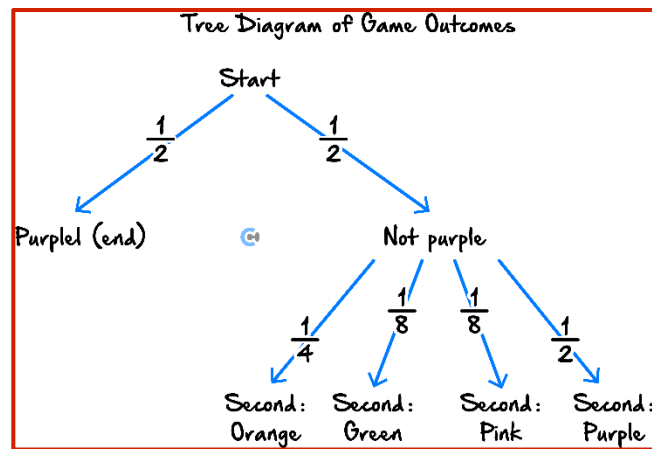 Tree Diagram of Game Outcomes
Start
1/2
1/2
Purple1 (end)
Not purple
1/4
1/8
1/8
1/2
Second:
Orange
Second:
Green
Second:
Pink
Second:
Purple